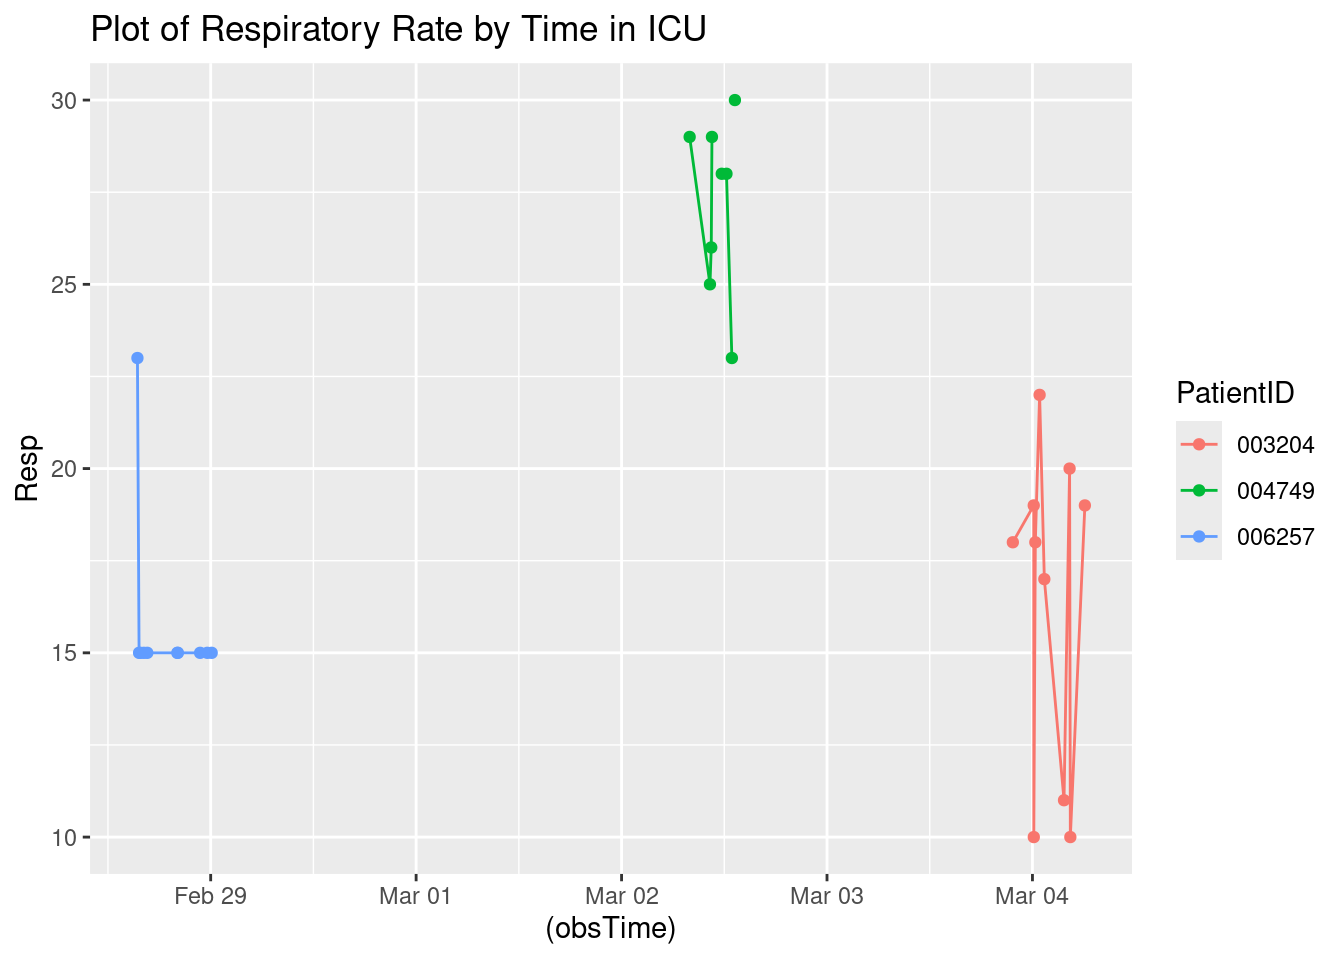 Plot of Respiratory Rate by Time in ICU
30
25
20
15
10
Resp
Feb 29
Mar 01
Mar 02
Mar 03
Mar 04
(obsTime)
PatientID
003204
004749
006257